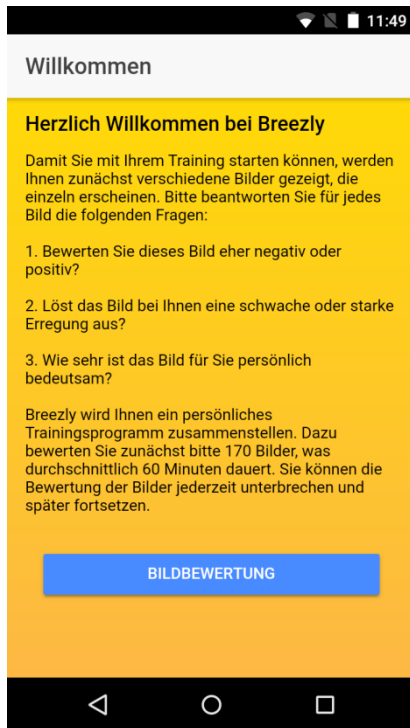 11:49
Willkommen
Herzlich Willkommen bei Breezly
Damit Sie mit Ihrem Training starten können, werden
Ihnen zunächst verschiedene Bilder gezeigt, die
einzeln erscheinen. Bitte beantworten Sie für jedes
Bild die folgenden Fragen:
1. Bewerten Sie dieses Bild eher negativ oder
positiv?
2. Löst das Bild bei Ihnen eine schwache oder starke
Erregung aus?
3. Wie sehr ist das Bild für Sie persönlich
bedeutsam?
Breezly wird Ihnen ein persönliches
Trainingsprogramm zusammenstellen. Dazu
bewerten Sie zunächst bitte 170 Bilder, was
durchschnittlich 60 Minuten dauert. Sie können die
Bewertung der Bilder jederzeit unterbrechen und
später fortsetzen.
BILDBEWERTUNG